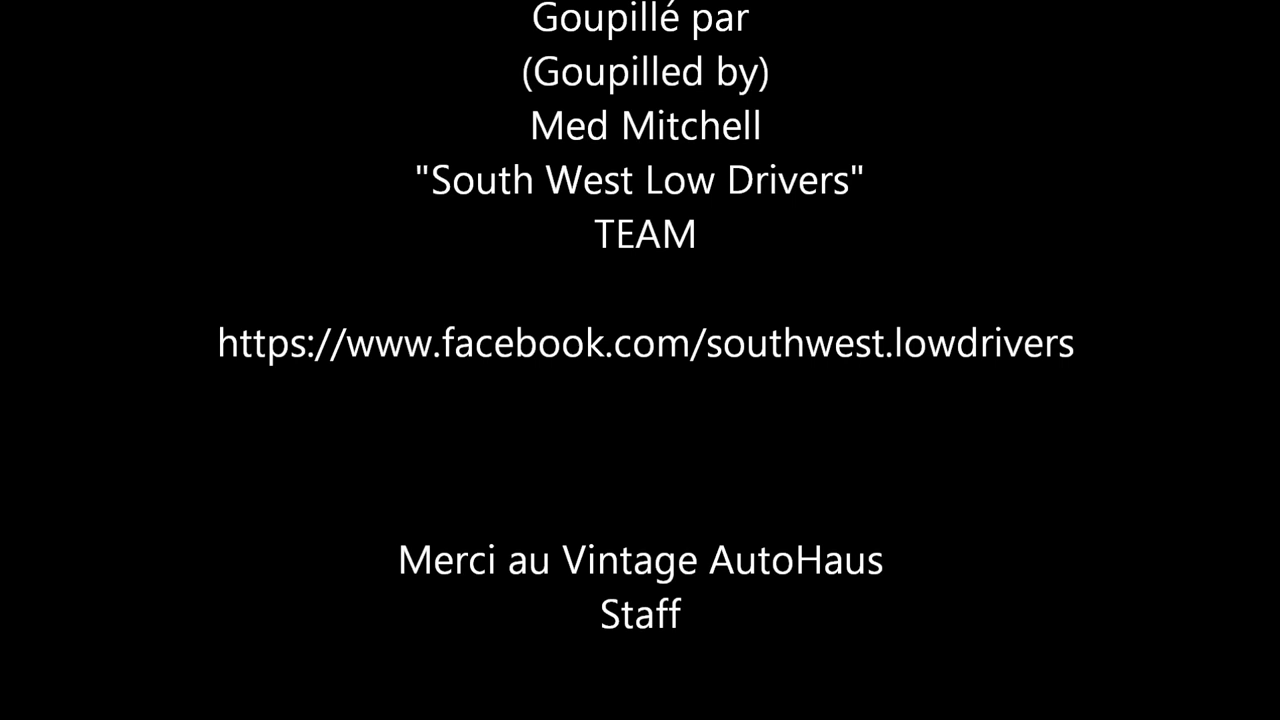 Goupillé par
(Goupilled by)
Med Mitchell
"South West Low Drivers"
TEAM
https://www.facebook.com/southwest.lowdrivers
Merci au Vintage AutoHaus
Staff